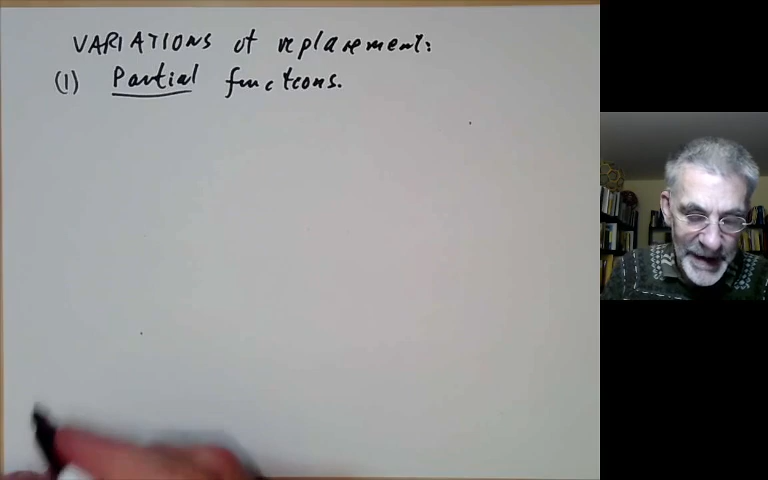 VARIATIONS of replacement:
(1) Partial functions.